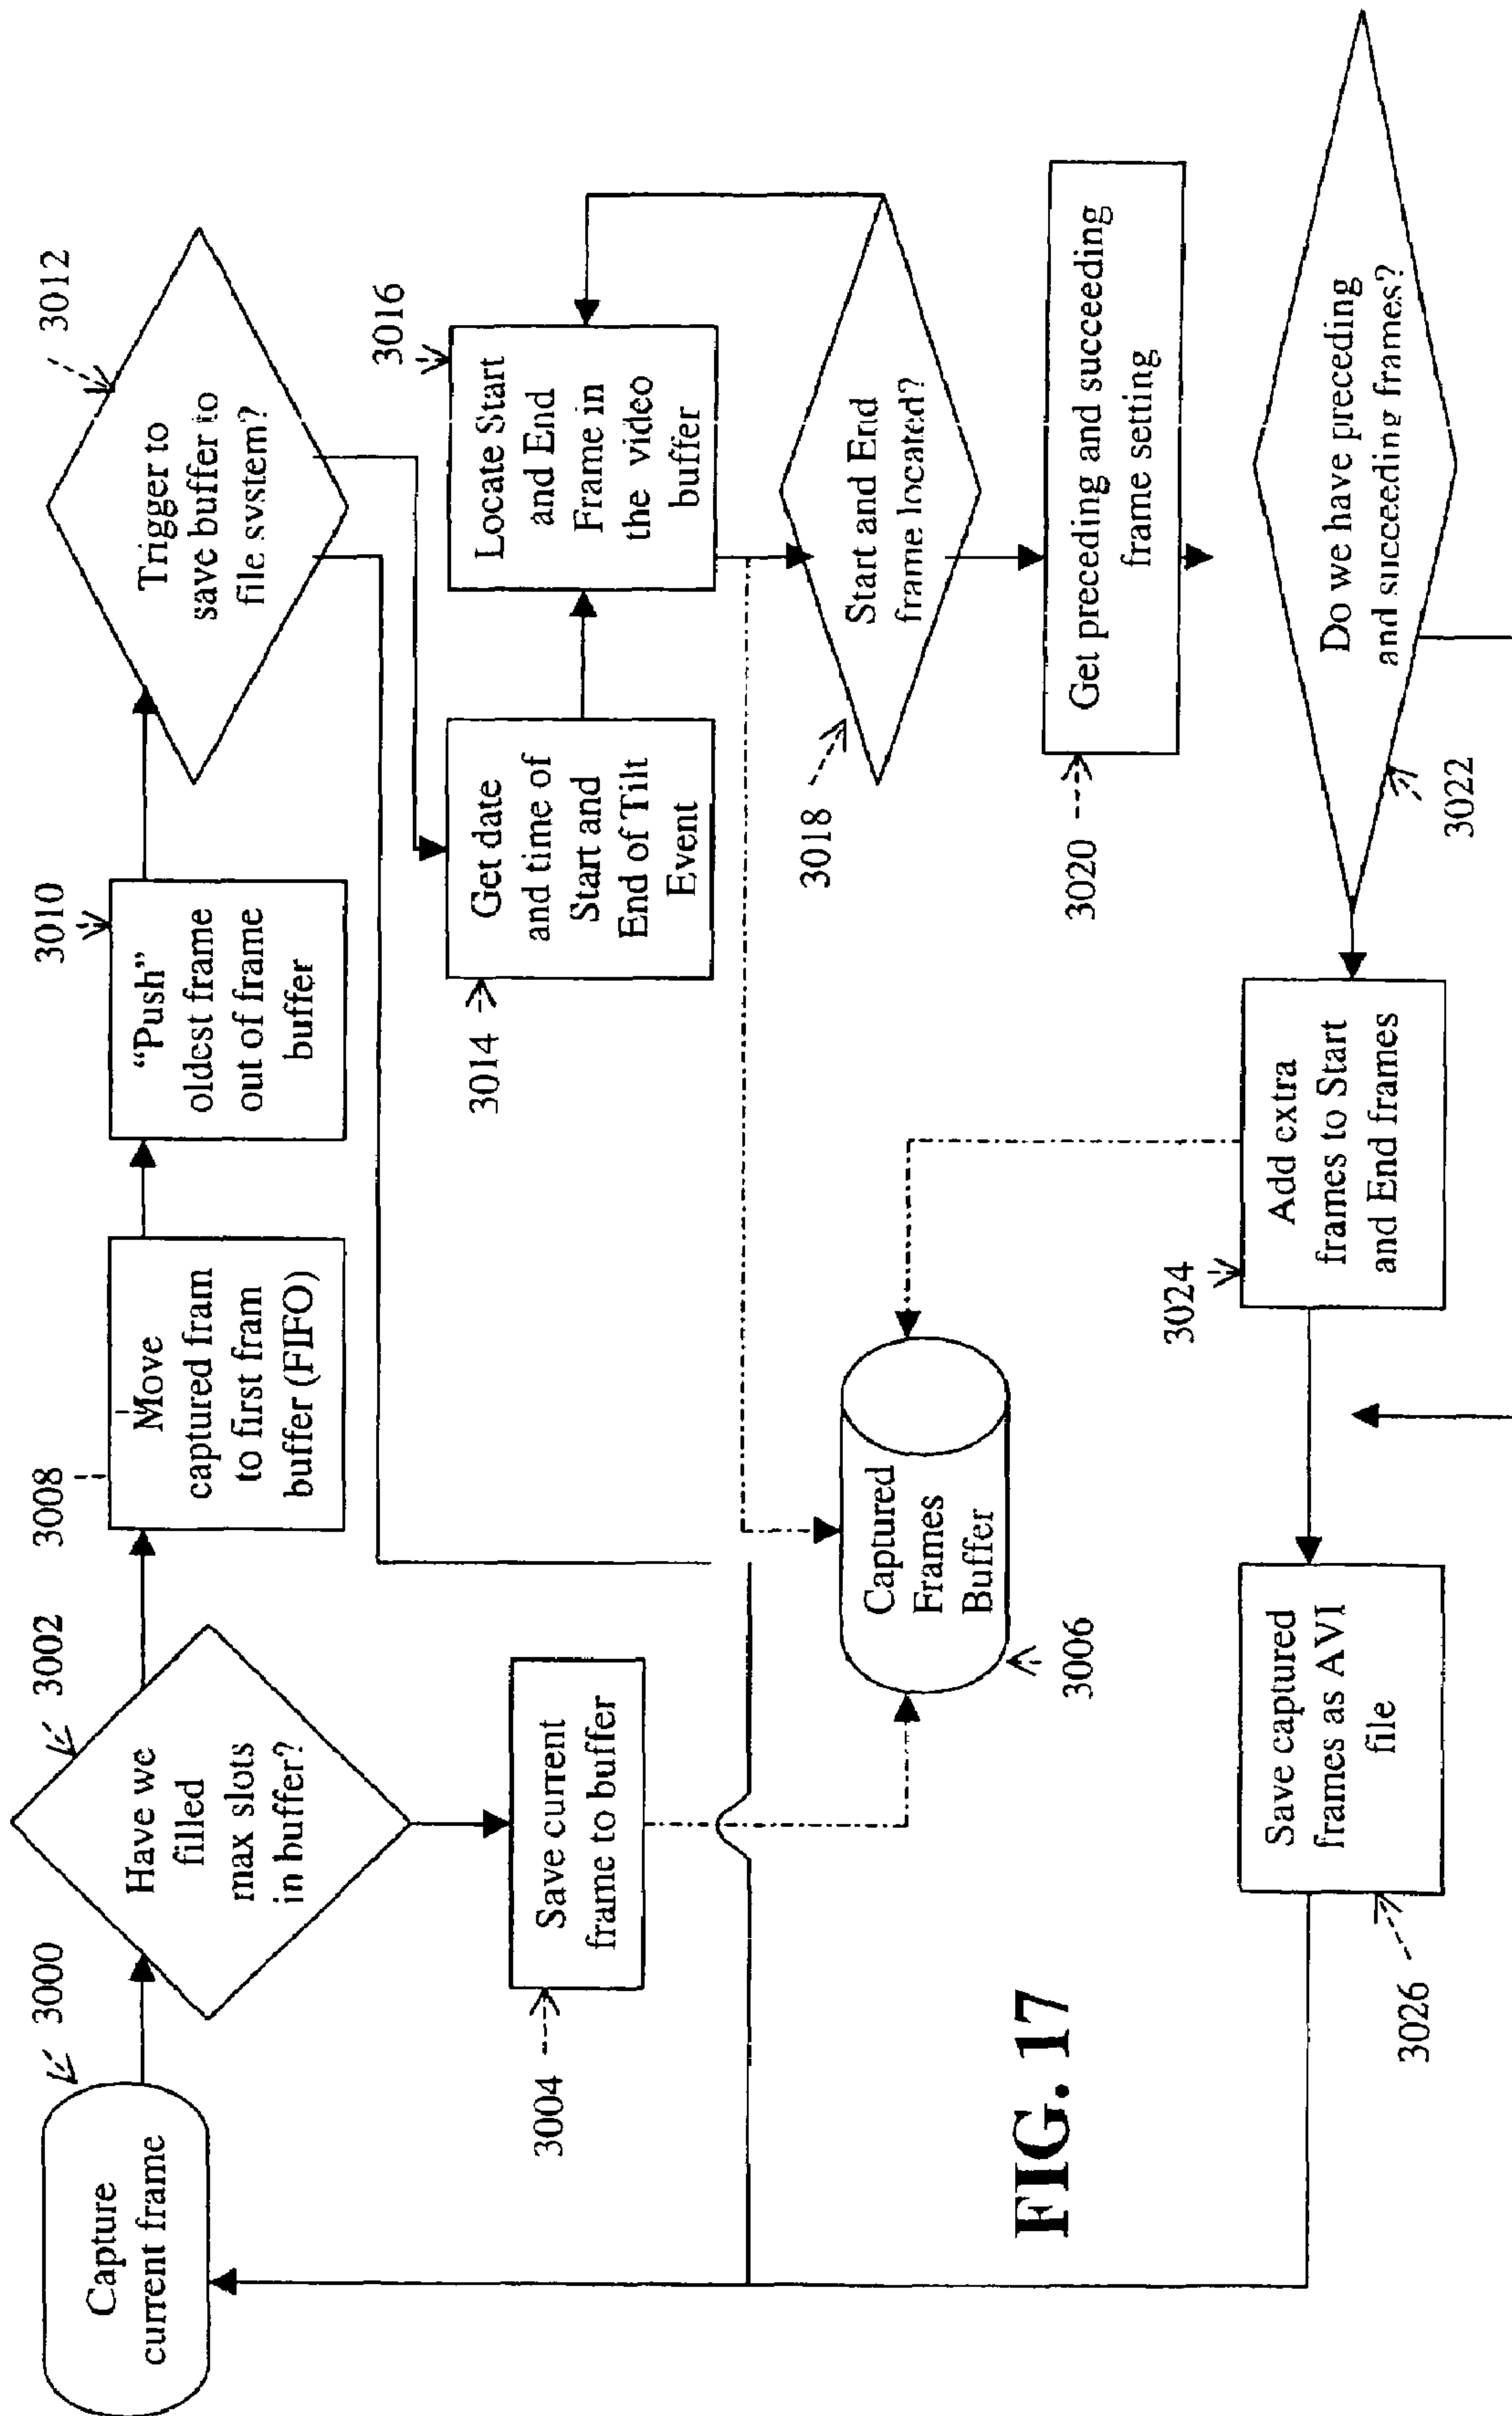 3000
Capture
current frame
3002
Have we
filled
max slots
in buffer?
3004
Save current
frame to buffer
3006
Captured
Frames
Buffer
3008
Move
captured fram
to first fram
buffer (FIFO)
3010
“Push”
oldest frame
out of frame
buffer
3012
Trigger to
save buffer to
file system?
3014
Get date
and time of
Start and
End of Tilt
Event
3016
Locate Start
and End
Frame in
the video
buffer
3018
Start and End
frame located?
3020
Get preceding and succeeding
frame setting
3022
Do we have preceding
and succeeding frames?
3024
Add extra
frames to Start
and End frames
3026
Save captured
frames as AVI
file
FIG. 17